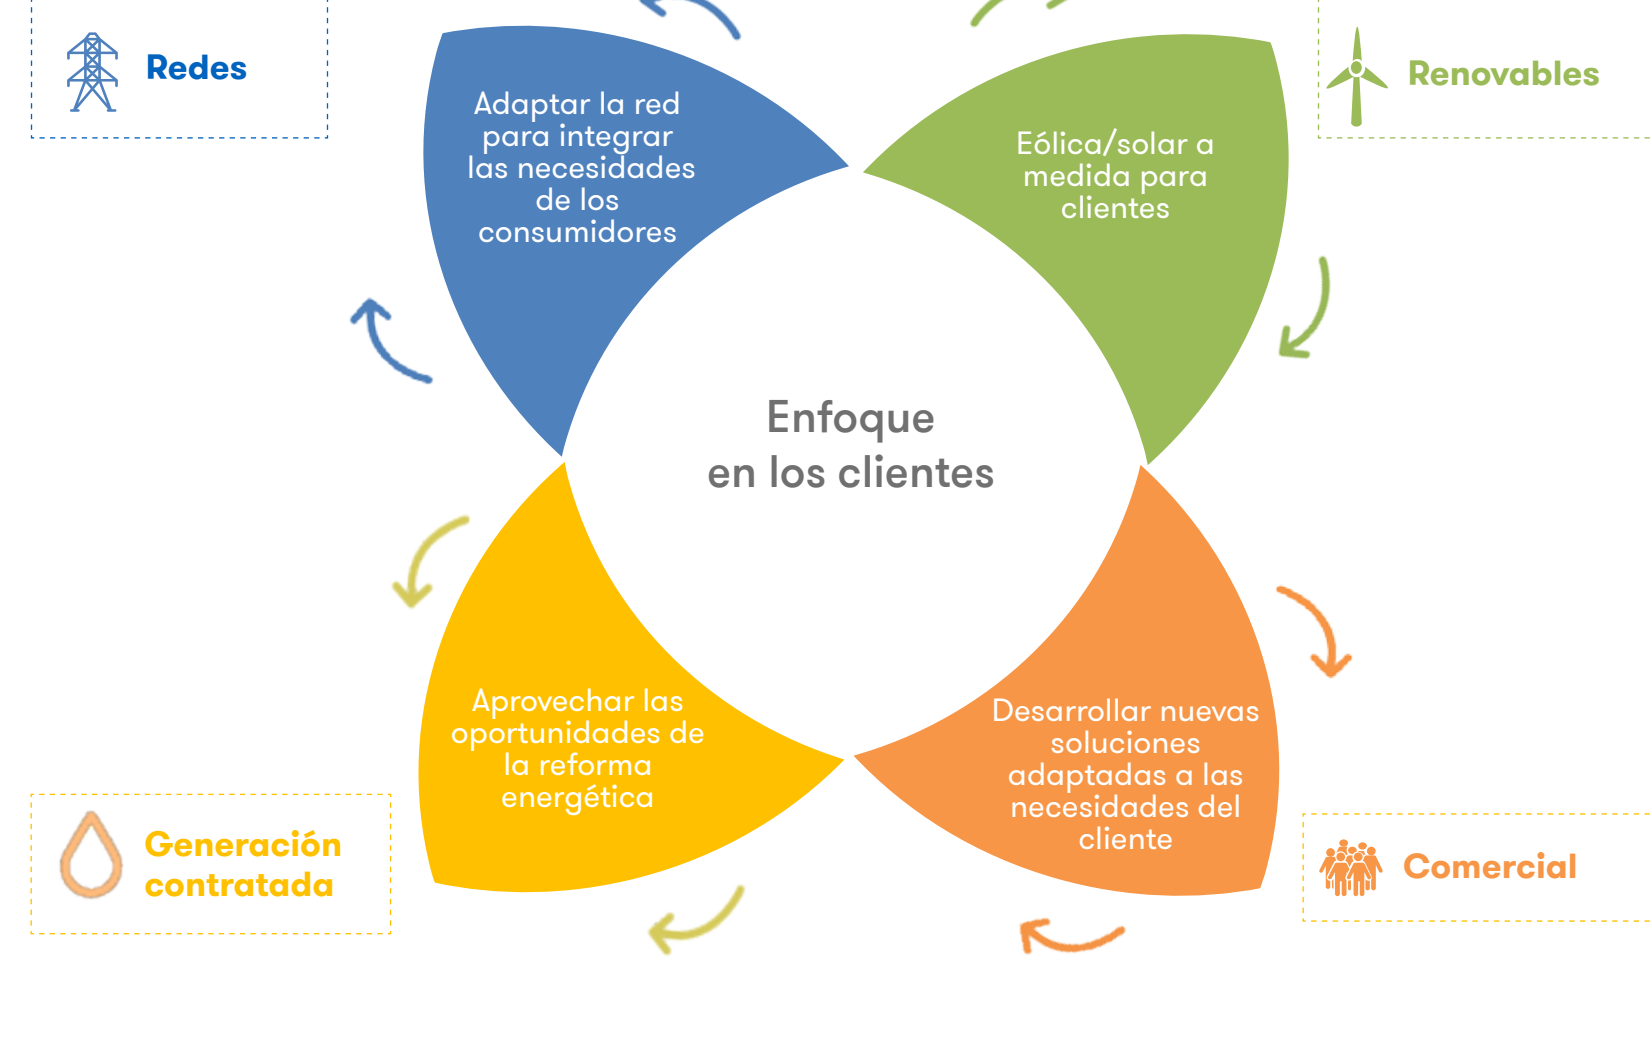 Redes
Adaptar la red
para integrar
las necesidades
de los
consumidores
Eólica/solar a
medida para
clientes
Renovables
Enfoque
en los clientes
Generación
contratada
Aprovechar las
oportunidades de
la reforma
energética
Desarrollar nuevas
soluciones
adaptadas a las
necesidades del
cliente
Comercial